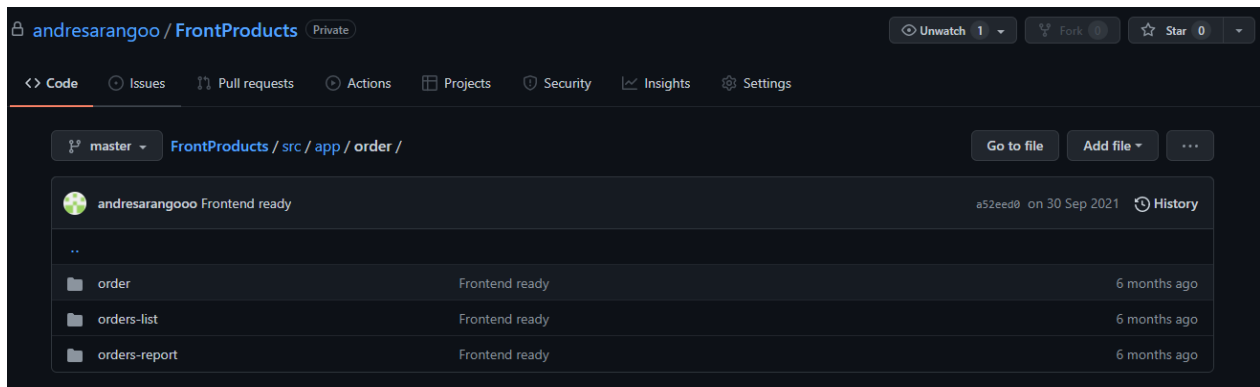 andresarangoo / FrontProducts Private Unwatch 1 Fork 0 Star 0
<> Code Issues Pull requests Actions Projects Security Insights Settings
master FrontProducts / src / app / order / Go to file Add file ...
andresarangooo Frontend ready a52eed0 on 30 Sep 2021 History
..
order Frontend ready 6 months ago
orders-list Frontend ready 6 months ago
orders-report Frontend ready 6 months ago